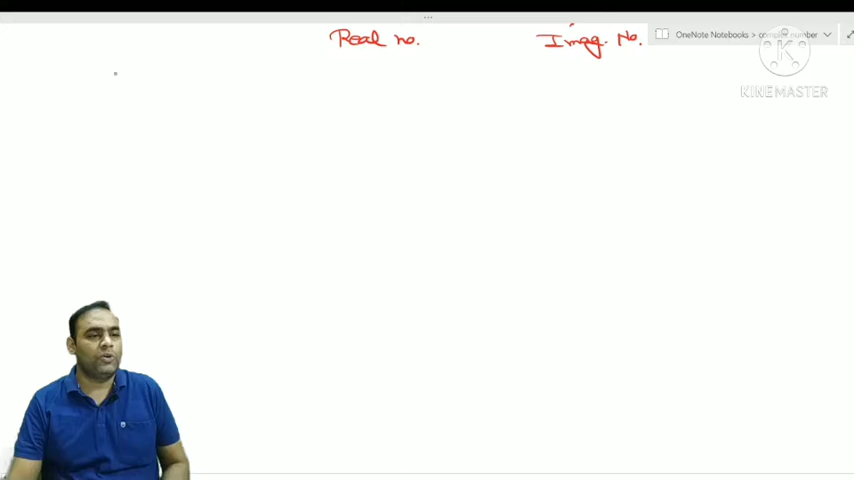 Real no. Imag. No.
OneNote Notebooks > complex number
K
KINEMASTER